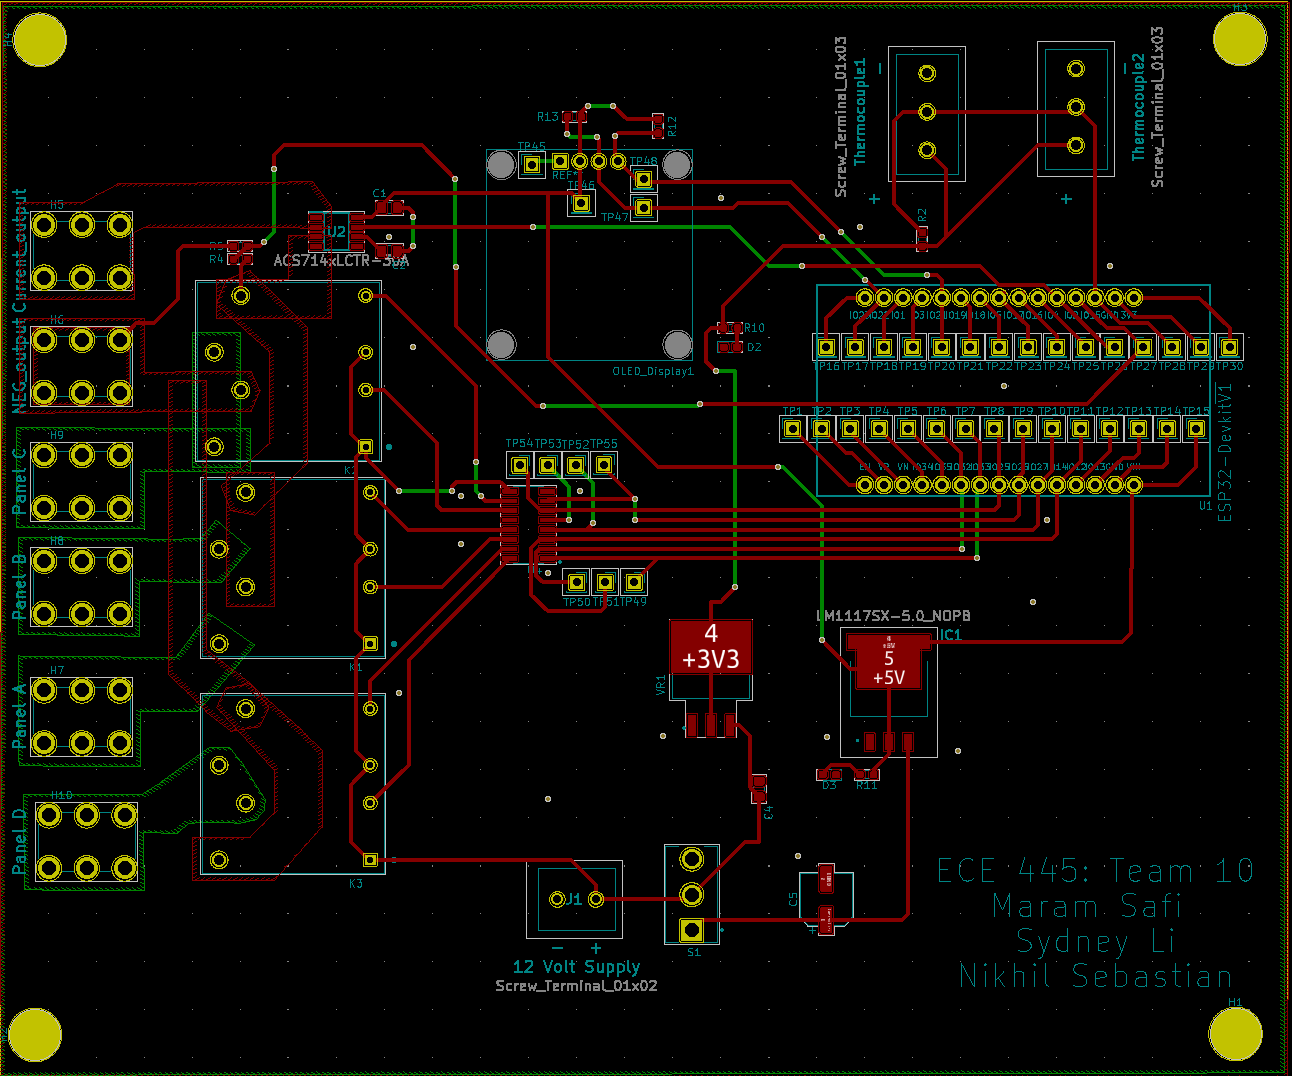 H4
H3
Screw_Terminal_01x03
Thermocouple1
−
+
Thermocouple2
Screw_Terminal_01x03
−
+
R13
R12
TP45
REF*
TP46
TP48
TP47
OLED_Display1
C1
C2
U2
R5
R4
R2
H5
Current_output
H6
NEG_output
H9
Panel C
H8
Panel B
H7
Panel A
H10
Panel D
R10
D2
TP16 TP17 TP18 TP19 TP20 TP21 TP22 TP23 TP24 TP25 TP26 TP27 TP28 TP29 TP30
TP1 TP2 TP3 TP4 TP5 TP6 TP7 TP8 TP9 TP10 TP11 TP12 TP13 TP14 TP15
U1
ESP32-DevkitV1
TP54 TP53 TP52 TP55
TP50 TP51 TP49
K1
K3
4
+3V3
VR1
LM1117SX-5.0_NOPB
IC1
5
+5V
D3
R11
C4
C5
+
J1
− +
12 Volt Supply
Screw_Terminal_01x02
S1
ECE 445: Team 10
Maram Safi
Sydney Li
Nikhil Sebastian
H1